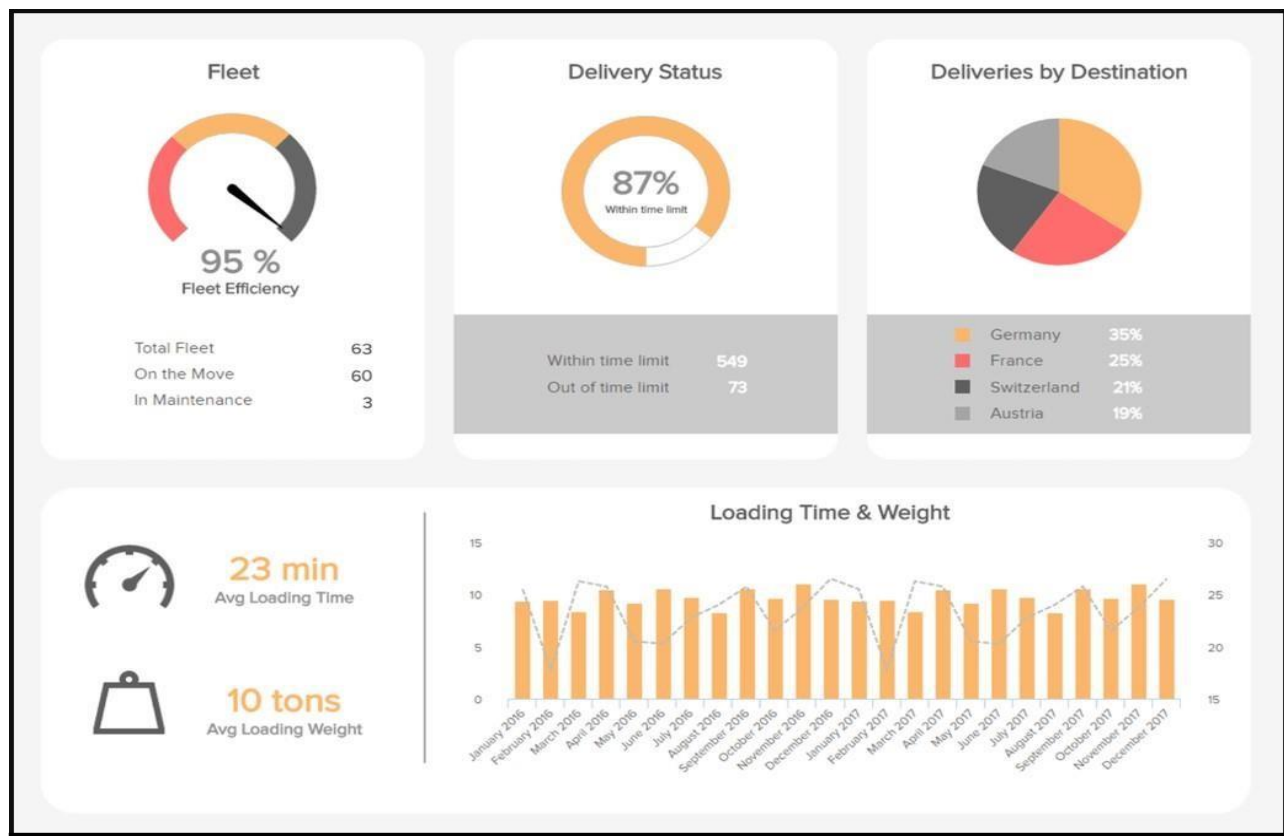 Fleet
95 %
Fleet Efficiency
Total Fleet 63
On the Move 60
In Maintenance 3
Delivery Status
87%
Within time limit
Within time limit 549
Out of time limit 73
Deliveries by Destination
Germany 35%
France 25%
Switzerland 21%
Austria 19%
23 min
Avg Loading Time
10 tons
Avg Loading Weight
Loading Time & Weight
15
10
5
0
30
25
20
15
January 2016
February 2016
March 2016
April 2016
May 2016
June 2016
July 2016
August 2016
September 2016
October 2016
November 2016
December 2016
January 2017
February 2017
March 2017
April 2017
May 2017
June 2017
July 2017
August 2017
September 2017
October 2017
November 2017
December 2017